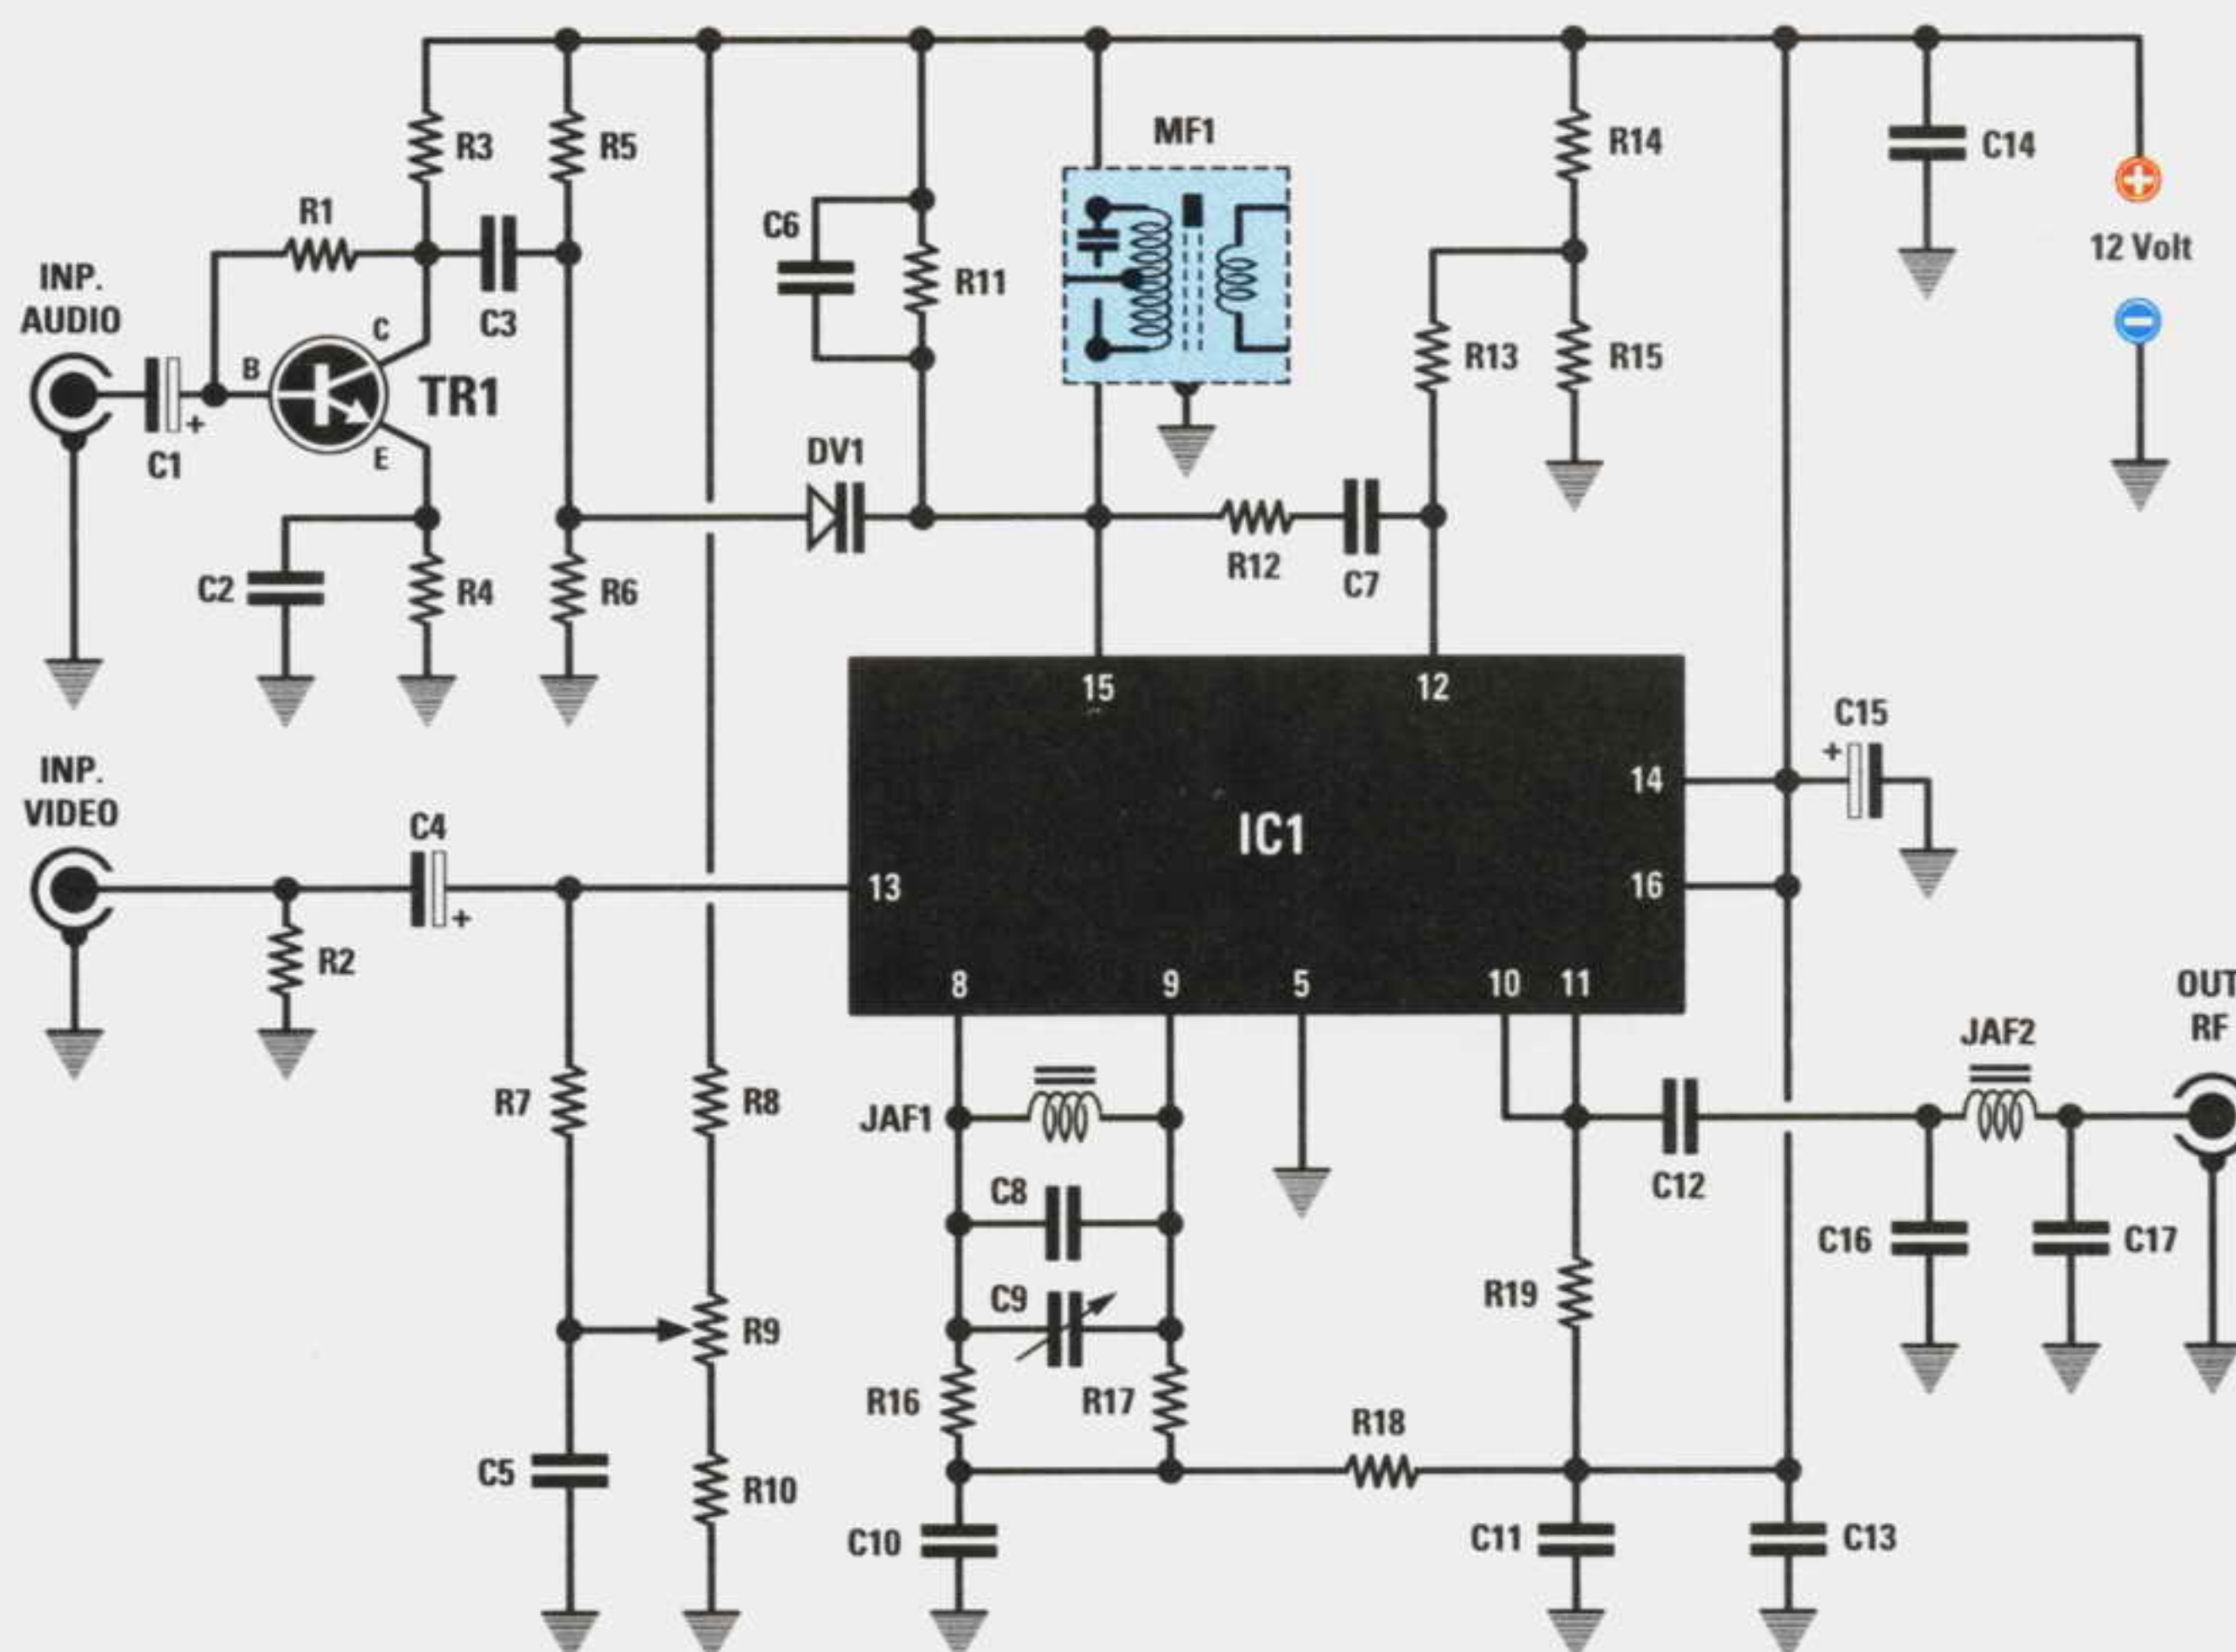 MF1
R3
R5
R14
C14
R1
C6
12 Volt
INP.
AUDIO
R11
C3
C
B
TR1
R13
R15
+
C1
E
DV1
R12
C7
C2
R4
R6
15
12
C15
+
INP.
VIDEO
14
C4
IC1
13
16
+
R2
8
9
5
10
11
OUT
RF
JAF2
R7
R8
JAF1
C12
C8
C16
C17
C9
R19
R9
R16
R17
R18
C5
R10
C10
C11
C13